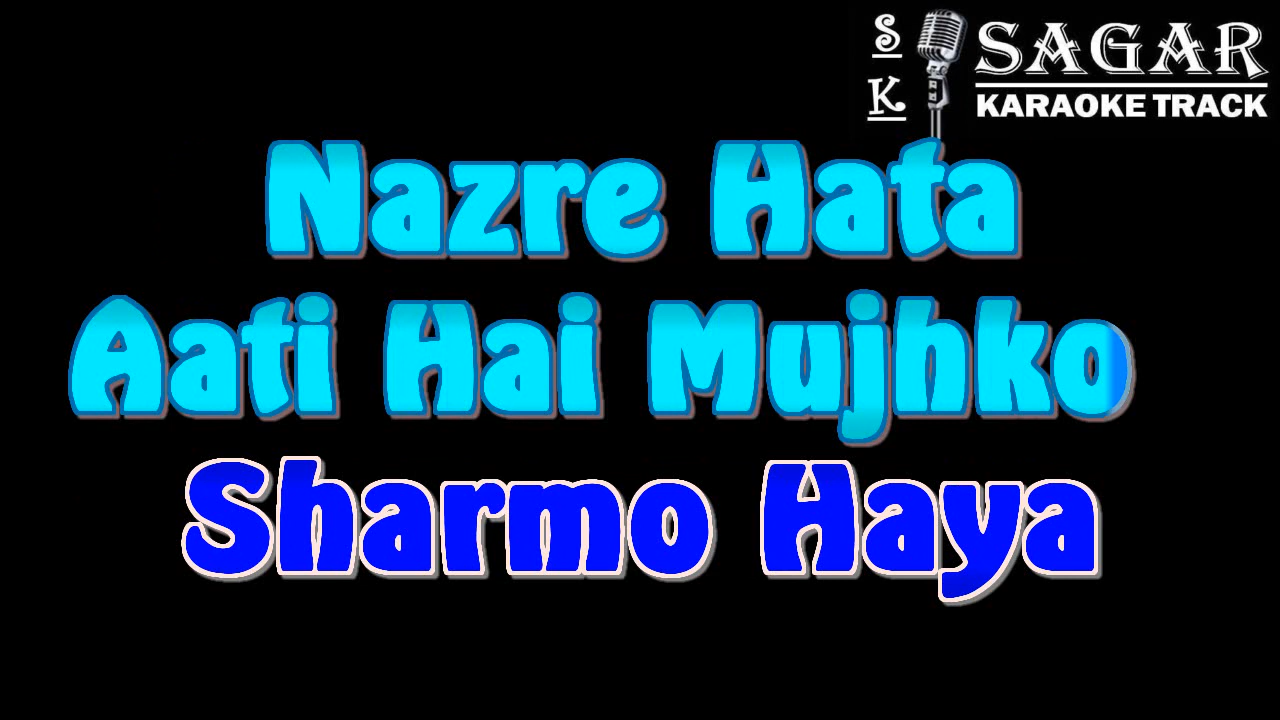 S
K
SAGAR
KARAOKE TRACK
Nazre Hata
Aati Hai Mujhko
Sharmo Haya